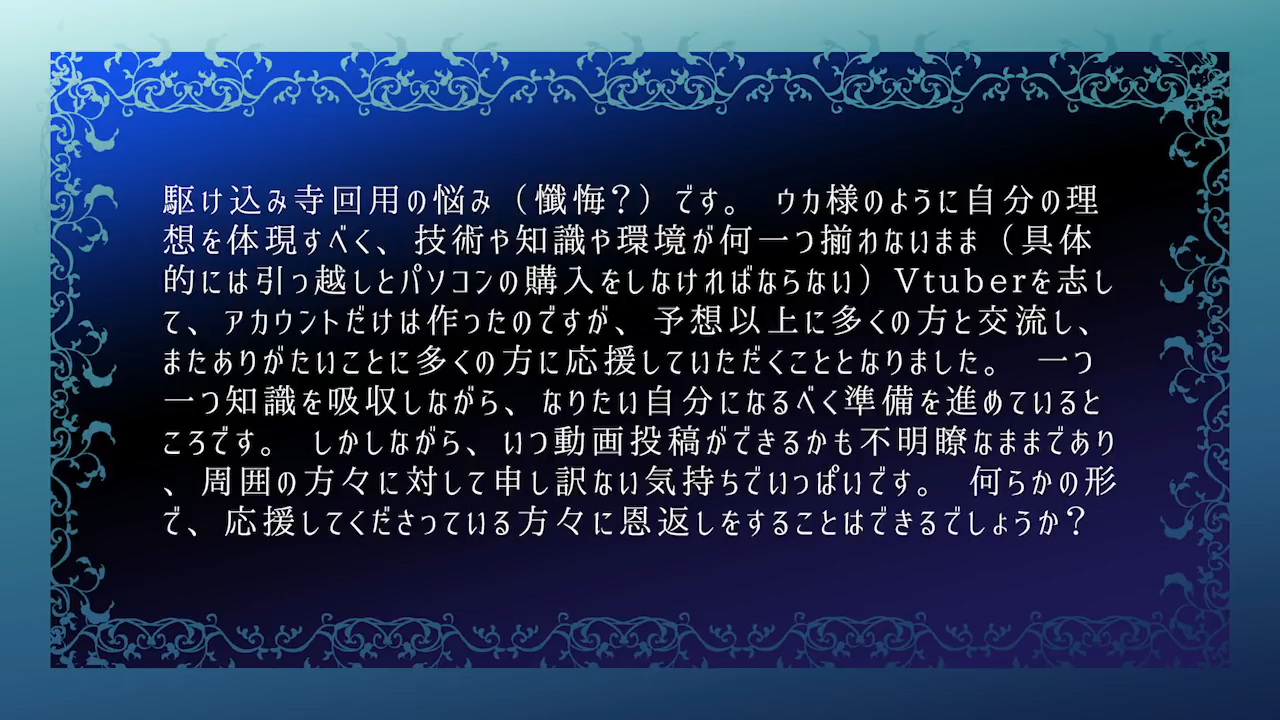 駆け込み寺回用の悩み（懺悔？）です。　ウカ様のように自分の理
想を体現すべく、技術や知識や環境が何一つ揃わないまま（具体
的には引っ越しとパソコンの購入をしなければならない）Vtuberを志し
て、アカウントだけは作ったのですが、予想以上に多くの方と交流し、
またありがたいことに多くの方に応援していただくこととなりました。　一つ
一つ知識を吸収しながら、なりたい自分になるべく準備を進めていると
ころです。　しかしながら、いつ動画投稿ができるかも不明瞭なままであり
、周囲の方々に対して申し訳ない気持ちでいっぱいです。　何らかの形
で、応援してくださっている方々に恩返しをすることはできるでしょうか？